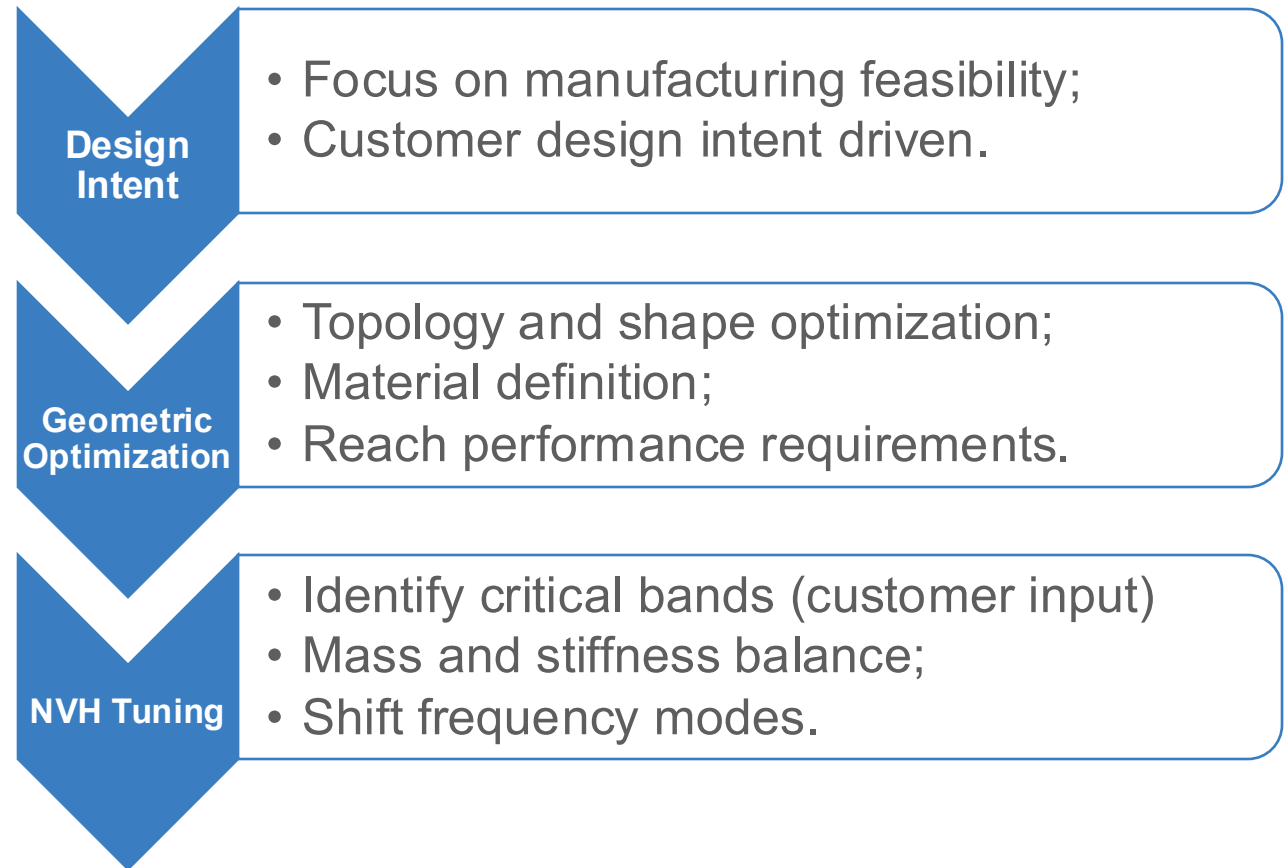 Design
Intent
• Focus on manufacturing feasibility;
• Customer design intent driven.
Geometric
Optimization
• Topology and shape optimization;
• Material definition;
• Reach performance requirements.
NVH Tuning
• Identify critical bands (customer input)
• Mass and stiffness balance;
• Shift frequency modes.